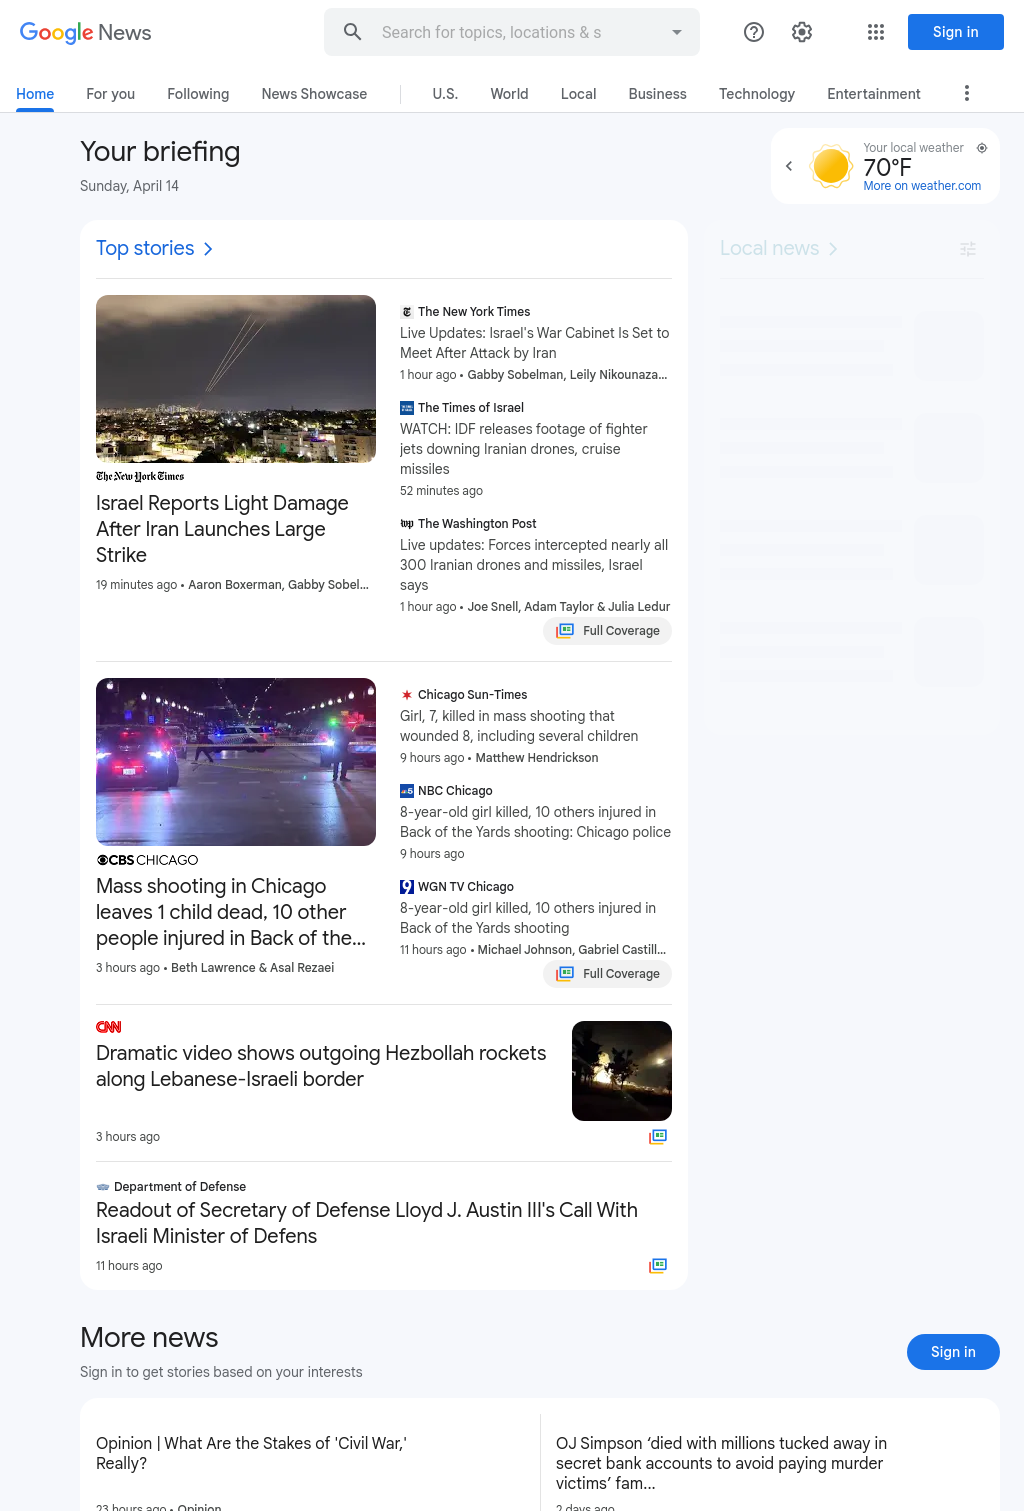 Google News
Search for topics, locations & s
Sign in
Home
For you
Following
News Showcase
U.S.
World
Local
Business
Technology
Entertainment
Your briefing
Sunday, April 14
Your local weather
70°F
More on weather.com
Top stories
Local news
The New York Times
Israel Reports Light Damage
After Iran Launches Large
Strike
19 minutes ago • Aaron Boxerman, Gabby Sobel...
The New York Times
Live Updates: Israel's War Cabinet Is Set to
Meet After Attack by Iran
1 hour ago • Gabby Sobelman, Leily Nikounaza...
THE TIMES OF ISRAEL
The Times of Israel
WATCH: IDF releases footage of fighter
jets downing Iranian drones, cruise
missiles
52 minutes ago
wp
The Washington Post
Live updates: Forces intercepted nearly all
300 Iranian drones and missiles, Israel
says
1 hour ago • Joe Snell, Adam Taylor & Julia Ledur
Full Coverage
CBS CHICAGO
Mass shooting in Chicago
leaves 1 child dead, 10 other
people injured in Back of the...
3 hours ago • Beth Lawrence & Asal Rezaei
Chicago Sun-Times
Girl, 7, killed in mass shooting that
wounded 8, including several children
9 hours ago • Matthew Hendrickson
5
NBC Chicago
8-year-old girl killed, 10 others injured in
Back of the Yards shooting: Chicago police
9 hours ago
9
WGN TV Chicago
8-year-old girl killed, 10 others injured in
Back of the Yards shooting
11 hours ago • Michael Johnson, Gabriel Castill...
Full Coverage
CNN
Dramatic video shows outgoing Hezbollah rockets
along Lebanese-Israeli border
3 hours ago
Department of Defense
Readout of Secretary of Defense Lloyd J. Austin III's Call With
Israeli Minister of Defens
11 hours ago
More news
Sign in to get stories based on your interests
Sign in
Opinion | What Are the Stakes of 'Civil War,'
Really?
23 hours ago • Opinion
OJ Simpson ‘died with millions tucked away in
secret bank accounts to avoid paying murder
victims’ fam...
2 days ago